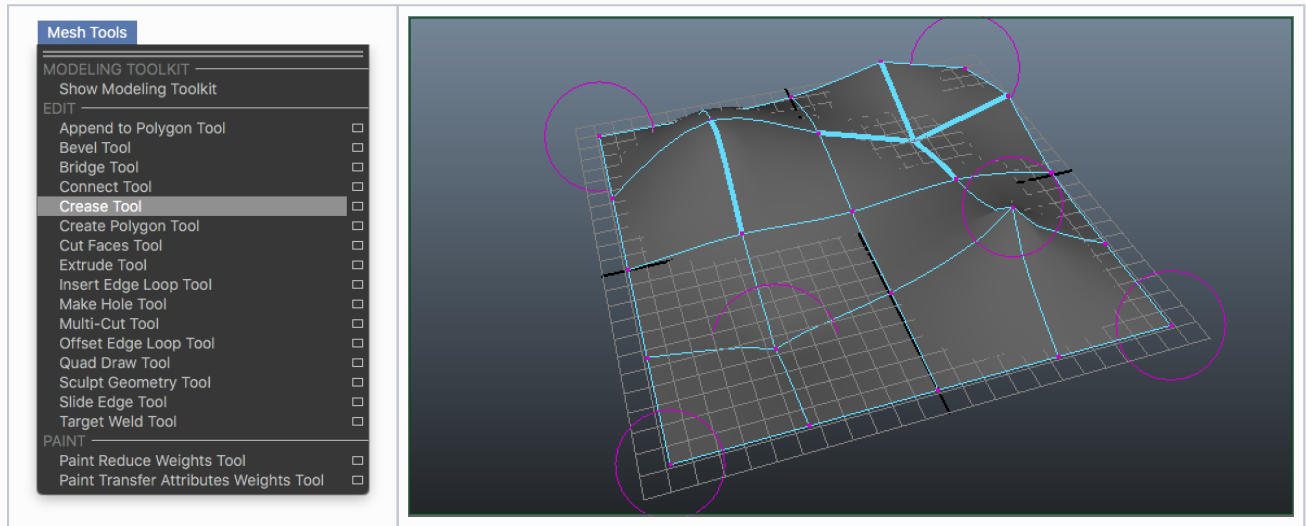 Mesh Tools
MODELING TOOLKIT
Show Modeling Toolkit
EDIT
Append to Polygon Tool
Bevel Tool
Bridge Tool
Connect Tool
Crease Tool
Create Polygon Tool
Cut Faces Tool
Extrude Tool
Insert Edge Loop Tool
Make Hole Tool
Multi-Cut Tool
Offset Edge Loop Tool
Quad Draw Tool
Sculpt Geometry Tool
Slide Edge Tool
Target Weld Tool
PAINT
Paint Reduce Weights Tool
Paint Transfer Attributes Weights Tool